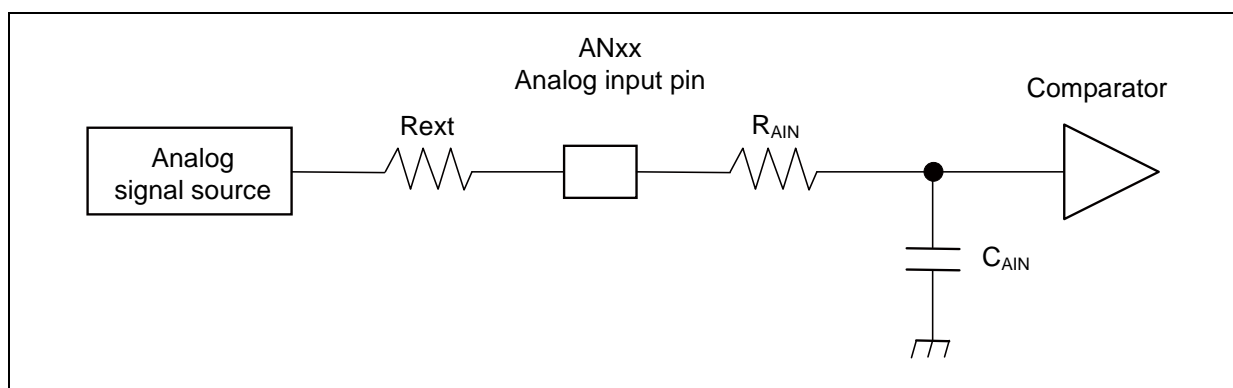 ANxx
Analog input pin
Comparator
Rext
RAIN
Analog
signal source
CAIN